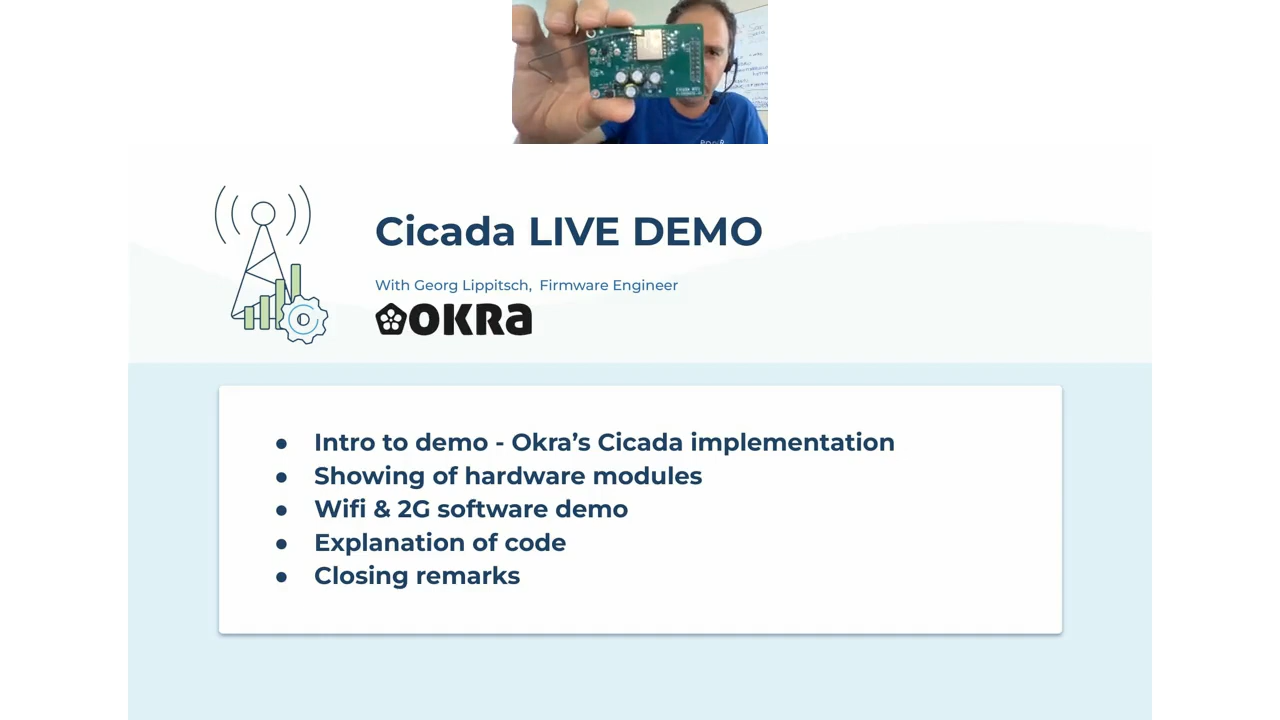 Cicada LIVE DEMO
With Georg Lippitsch, Firmware Engineer
OKRa
● Intro to demo - Okra’s Cicada implementation
● Showing of hardware modules
● Wifi & 2G software demo
● Explanation of code
● Closing remarks